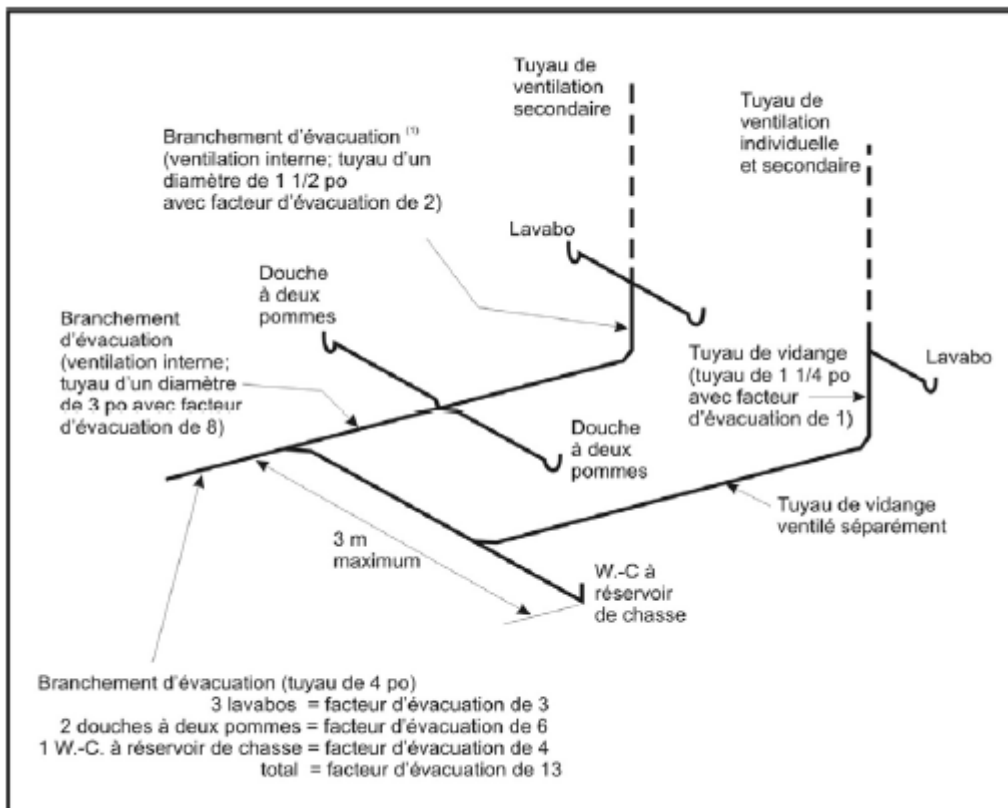 Tuyau de
ventilation
secondaire
Tuyau de
ventilation
individuelle
et secondaire
Branchement d'évacuation (1)
(ventilation interne; tuyau d'un
diamètre de 1 1/2 po
avec facteur d'évacuation de 2)
Lavabo
Douche
à deux
pommes
Branchement
d'évacuation
(ventilation interne;
tuyau d'un diamètre
de 3 po avec facteur
d'évacuation de 8)
Tuyau de vidange
(tuyau de 1 1/4 po
avec facteur
d'évacuation de 1)
Lavabo
Douche
à deux
pommes
Tuyau de vidange
ventilé séparément
3 m
maximum
W.-C à
réservoir
de chasse
Branchement d'évacuation (tuyau de 4 po)
3 lavabos = facteur d'évacuation de 3
2 douches à deux pommes = facteur d'évacuation de 6
1 W.-C. à réservoir de chasse = facteur d'évacuation de 4
total = facteur d'évacuation de 13